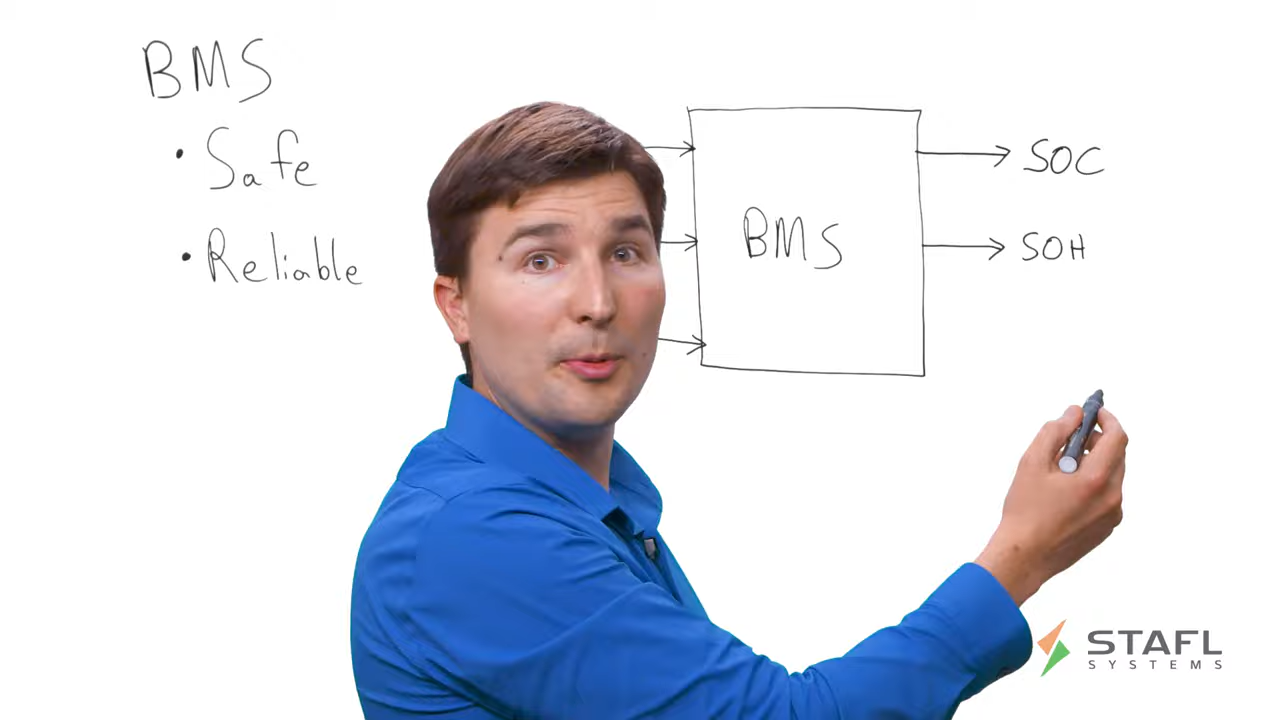 BMS
• Safe
• Reliable
BMS
SOC
SOH
STAFL
SYSTEMS